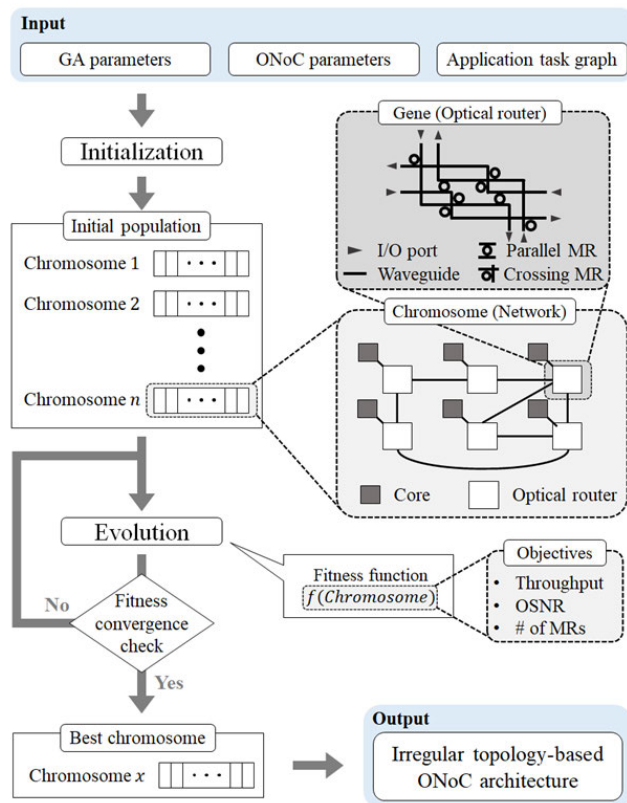 Input
GA parameters
ONoC parameters
Application task graph
Initialization
Initial population
Chromosome 1
Chromosome 2
Chromosome n
Gene (Optical router)
I/O port
Parallel MR
Waveguide
Crossing MR
Chromosome (Network)
Core
Optical router
Evolution
Fitness function
f(Chromosome)
Objectives
• Throughput
• OSNR
• # of MRs
No
Fitness
convergence
check
Yes
Best chromosome
Chromosome x
Output
Irregular topology-based
ONoC architecture